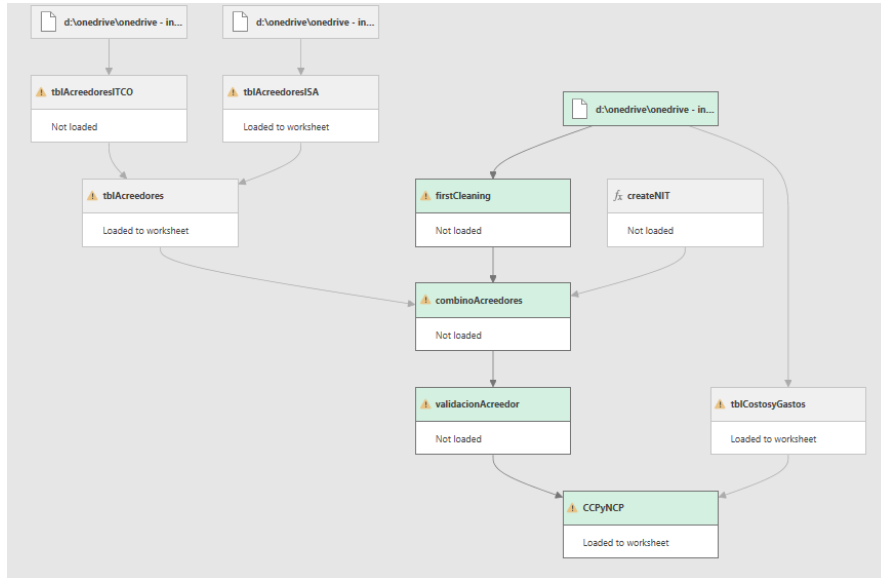 d:\onedrive\onedrive - in...
d:\onedrive\onedrive - in...
tblAcreedoresITCO
Not loaded
tblAcreedoresISA
Loaded to worksheet
d:\onedrive\onedrive - in...
tblAcreedores
Loaded to worksheet
firstCleaning
Not loaded
fx createNIT
Not loaded
combinoAcreedores
Not loaded
validacionAcreedor
Not loaded
tblCostosyGastos
Loaded to worksheet
CCPyNCP
Loaded to worksheet